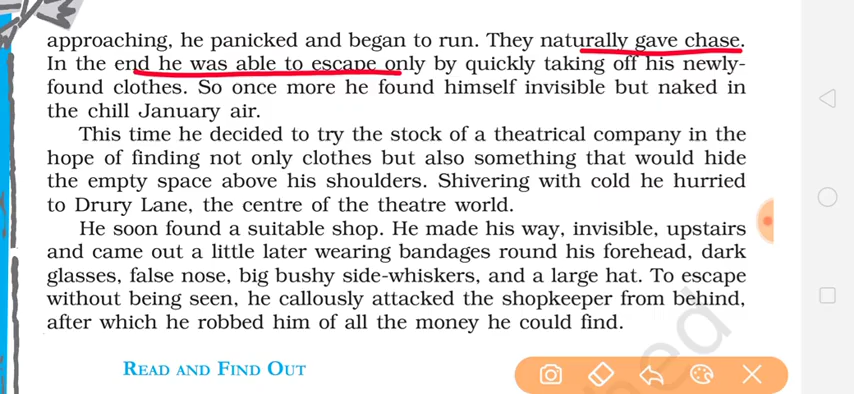 approaching, he panicked and began to run. They naturally gave chase.
In the end he was able to escape only by quickly taking off his newly-
found clothes. So once more he found himself invisible but naked in
the chill January air.
This time he decided to try the stock of a theatrical company in the
hope of finding not only clothes but also something that would hide
the empty space above his shoulders. Shivering with cold he hurried
to Drury Lane, the centre of the theatre world.
He soon found a suitable shop. He made his way, invisible, upstairs
and came out a little later wearing bandages round his forehead, dark
glasses, false nose, big bushy side-whiskers, and a large hat. To escape
without being seen, he callously attacked the shopkeeper from behind,
after which he robbed him of all the money he could find.
READ AND FIND OUT